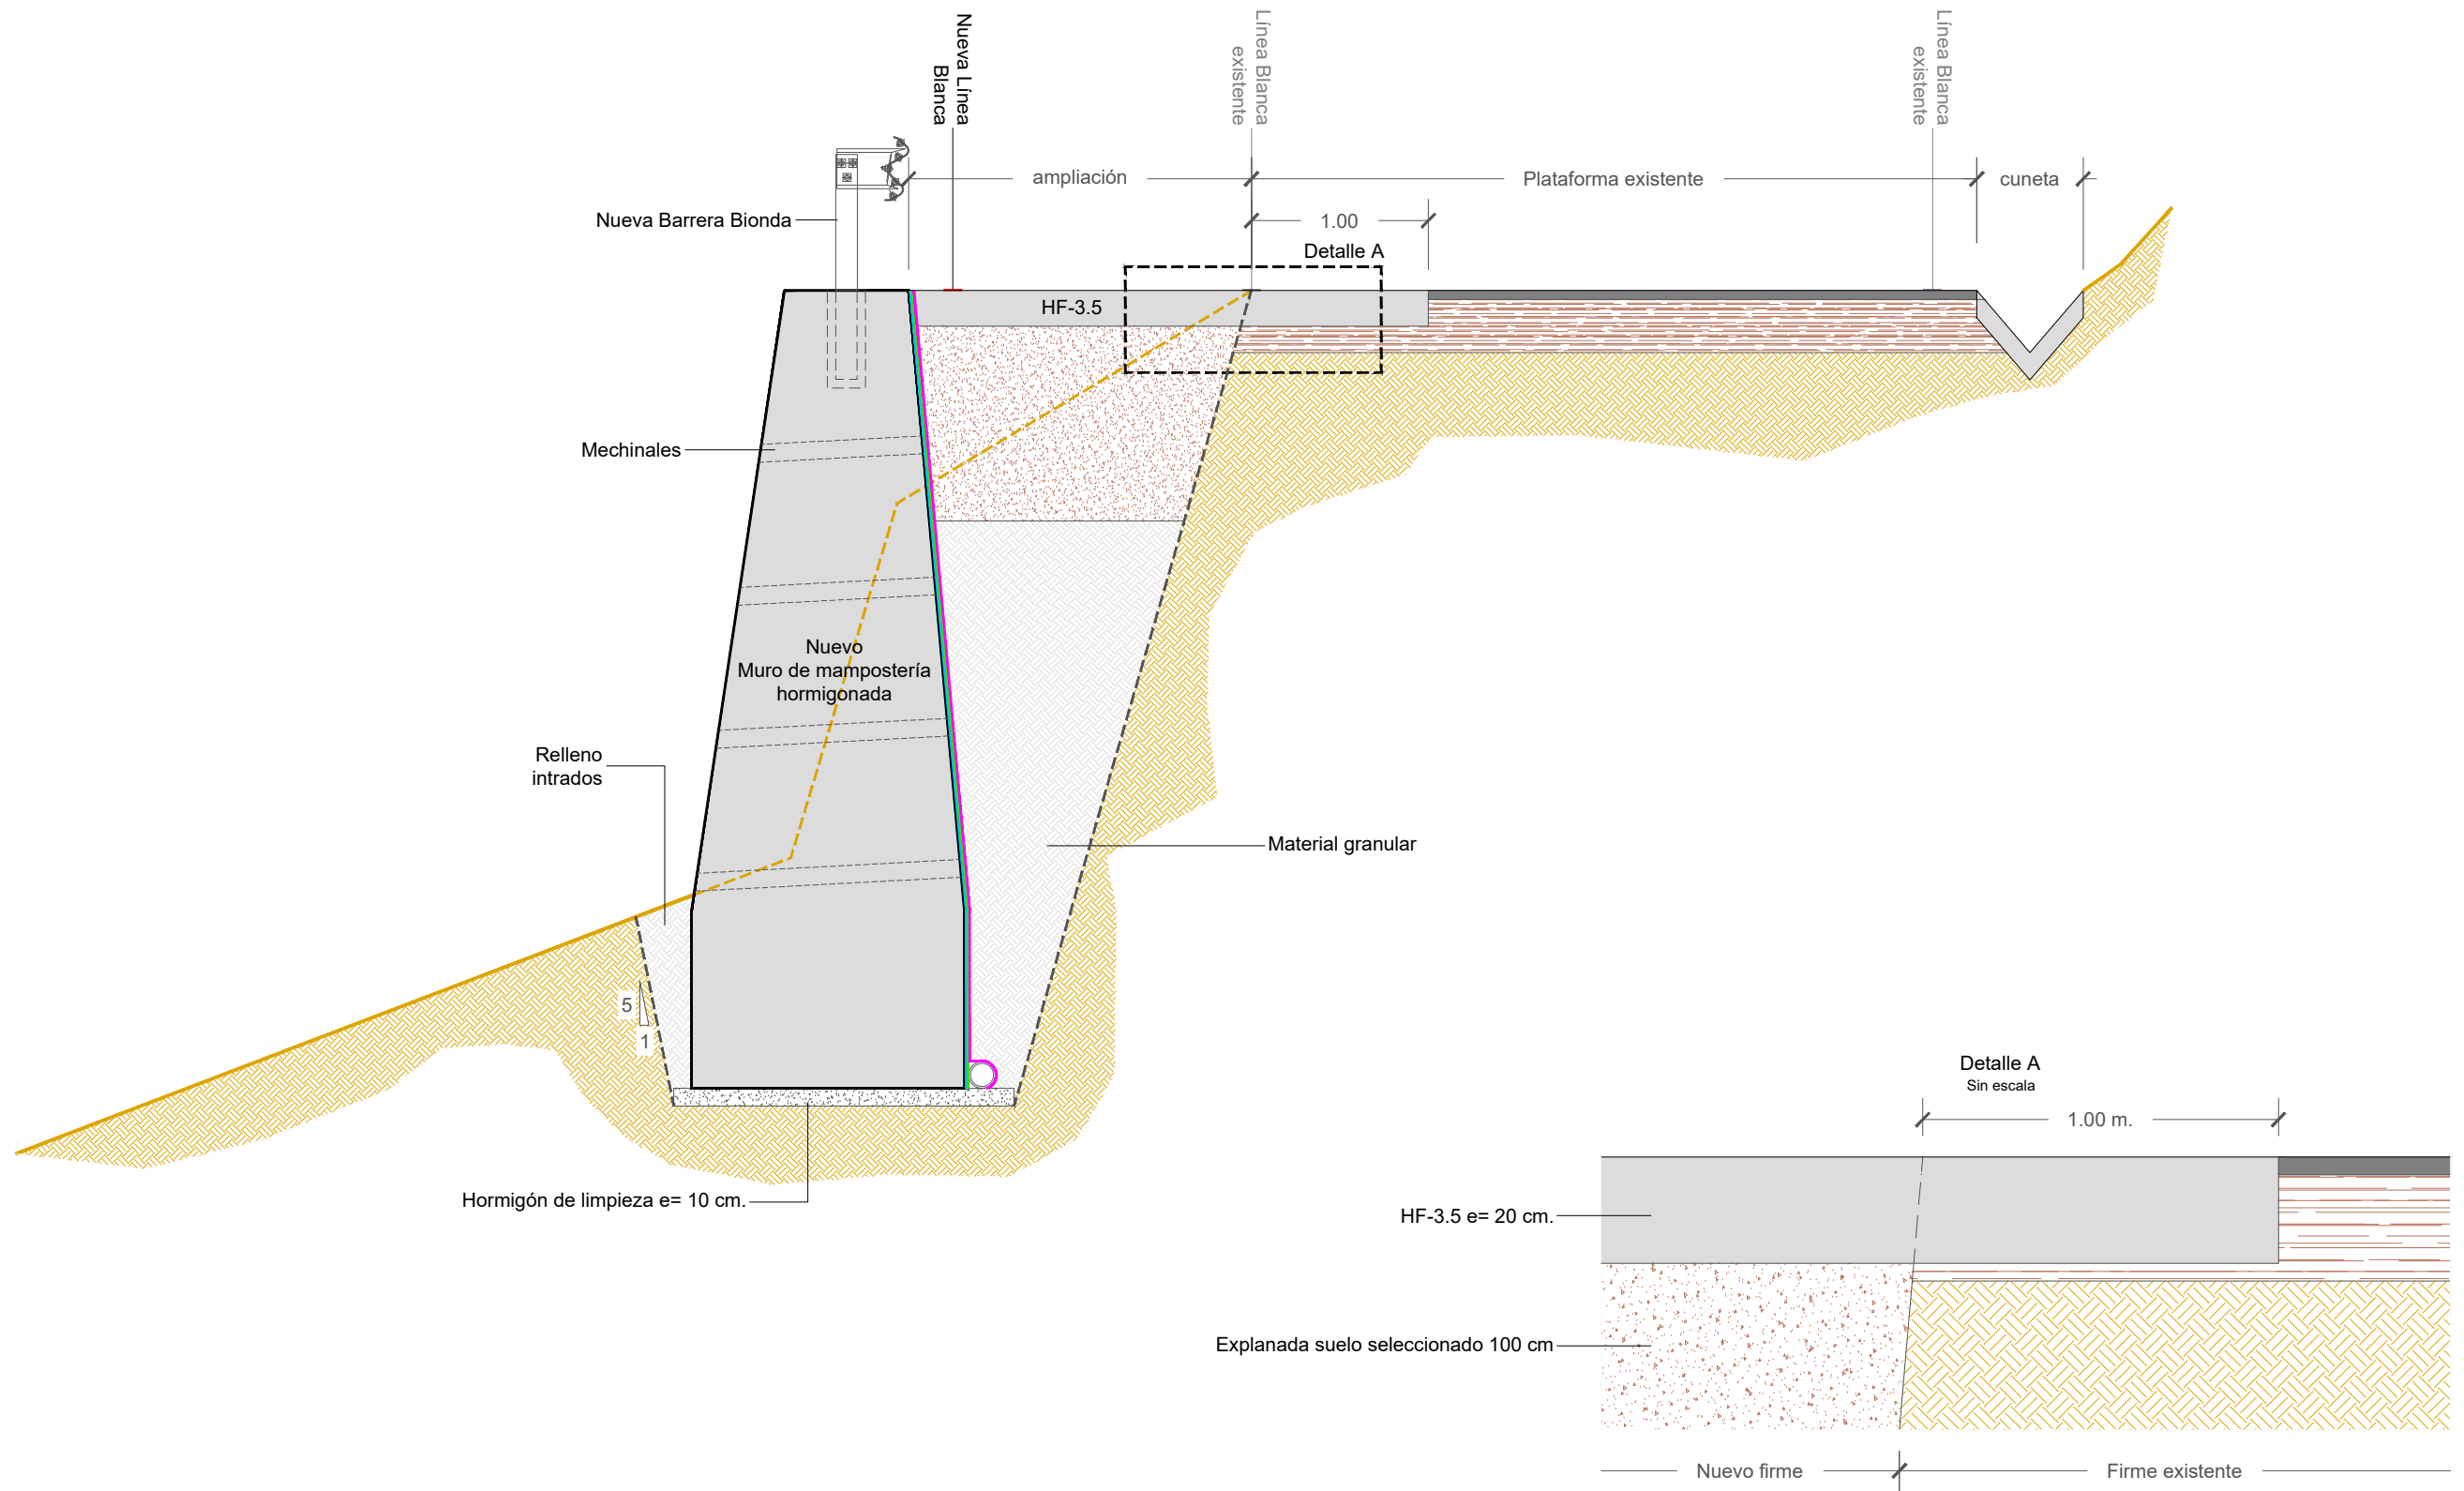 Nueva Línea
Blanca
Línea Blanca
existente
Línea Blanca
existente
ampliación
Plataforma existente
cuneta
Nueva Barrera Bionda
1.00
Detalle A
HF-3.5
Mechinales
Nuevo
Muro de mampostería
hormigonada
Relleno
intrados
Material granular
5
1
Hormigón de limpieza e= 10 cm.
Detalle A
Sin escala
1.00 m.
HF-3.5 e= 20 cm.
Explanada suelo seleccionado 100 cm
Nuevo firme
Firme existente